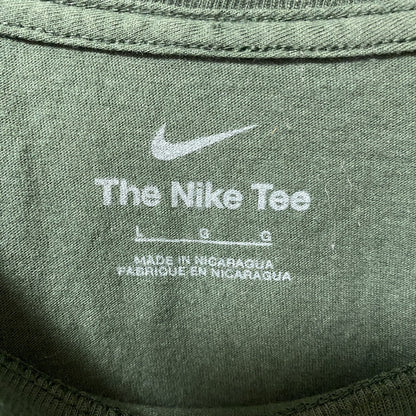 The Nike Tee
L G G
MADE IN NICARAGUA
FABRIQUE EN NICARAGUA